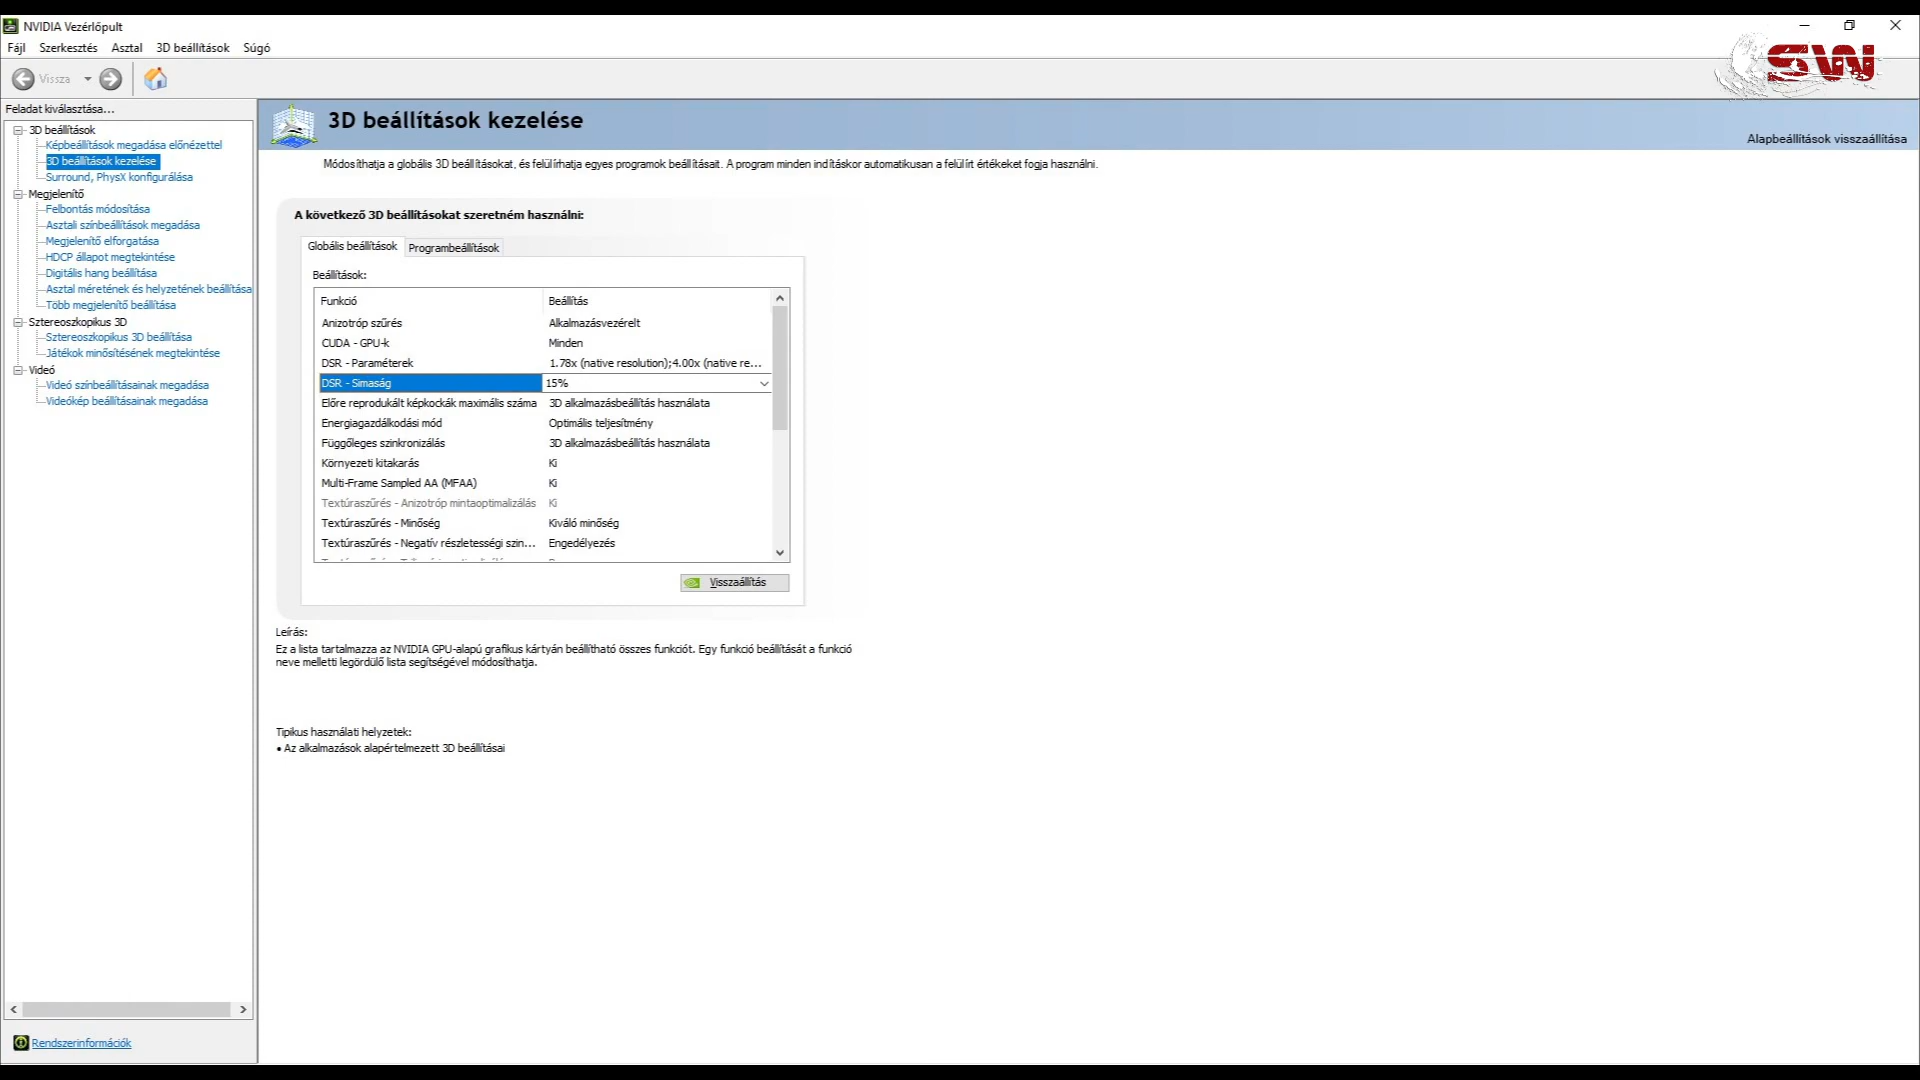 NVIDIA Vezérlőpult
Fájl Szerkesztés Asztal 3D beállítások Súgó
SW
Vissza
Feladat kiválasztása...
3D beállítások
Képbeállítások megadása előnézettel
3D beállítások kezelése
Surround, PhysX konfigurálása
Megjelenítő
Felbontás módosítása
Asztali színbeállítások megadása
Megjelenítő elforgatása
HDCP állapot megtekintése
Digitális hang beállítása
Asztal méretének és helyzetének beállítása
Több megjelenítő beállítása
Sztereoszkopikus 3D
Sztereoszkopikus 3D beállítása
Játékok minősítésének megtekintése
Videó
Videó színbeállításainak megadása
Videókép beállításainak megadása
Rendszerinformációk
3D beállítások kezelése
Alapbeállítások visszaállítása
Módosíthatja a globális 3D beállításokat, és felülírhatja egyes programok beállításait. A program minden indításkor automatikusan a felülírt értékeket fogja használni.
A következő 3D beállításokat szeretném használni:
Globális beállítások Programbeállítások
Beállítások:
Funkció Beállítás
Anizotróp szűrés Alkalmazásvezérelt
CUDA - GPU-k Minden
DSR - Paraméterek 1.78x (native resolution);4.00x (native re...
DSR - Simaság 15%
Előre reprodukált képkockák maximális száma 3D alkalmazásbeállítás használata
Energiagazdálkodási mód Optimális teljesítmény
Függőleges szinkronizálás 3D alkalmazásbeállítás használata
Környezeti kitakarás Ki
Multi-Frame Sampled AA (MFAA) Ki
Textúraszűrés - Anizotróp mintaoptimalizálás Ki
Textúraszűrés - Minőség Kiváló minőség
Textúraszűrés - Negatív részletességi szin... Engedélyezés
Visszaállítás
Leírás:
Ez a lista tartalmazza az NVIDIA GPU-alapú grafikus kártyán beállítható összes funkciót. Egy funkció beállítását a funkció
neve melletti legördülő lista segítségével módosíthatja.
Tipikus használati helyzetek:
• Az alkalmazások alapértelmezett 3D beállításai